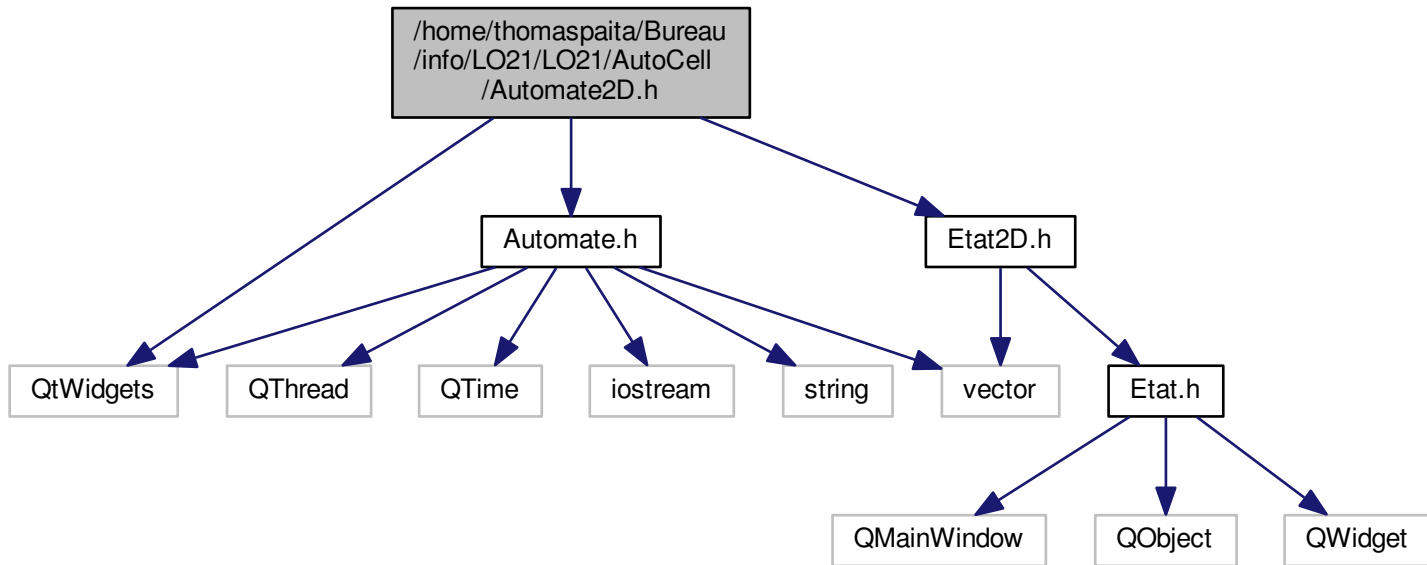 /home/thomaspaita/Bureau
/info/LO21/LO21/AutoCell
/Automate2D.h
Automate.h
Etat2D.h
QtWidgets
QThread
QTime
iostream
string
vector
Etat.h
QMainWindow
QObject
QWidget